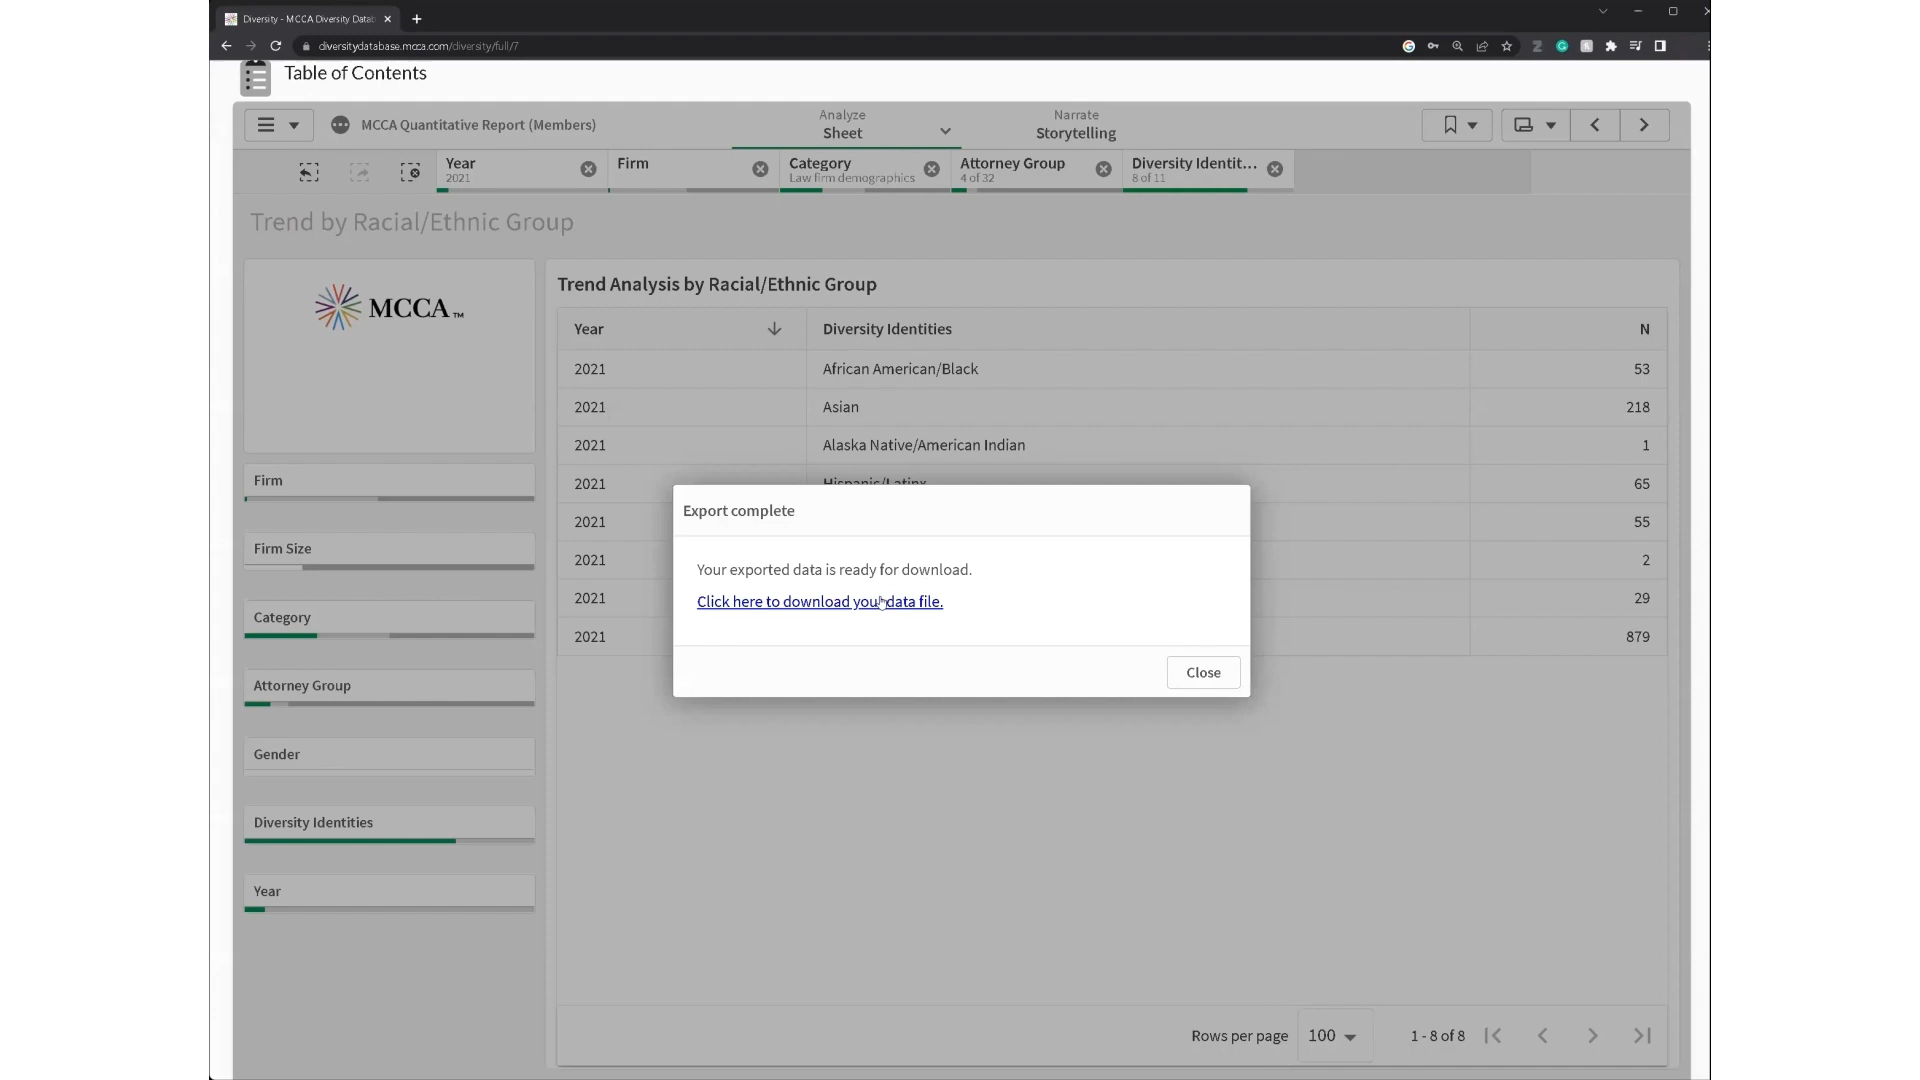 Diversity - MCCA Diversity Datab
diversitydatabase.mcca.com/diversity/full/7
Table of Contents
MCCA Quantitative Report (Members)
Analyze
Sheet
Narrate
Storytelling
Year
2021
Firm
Category
Law firm demographics
Attorney Group
4 of 32
Diversity Identit...
8 of 11
Trend by Racial/Ethnic Group
MCCA TM
Firm
Firm Size
Category
Attorney Group
Gender
Diversity Identities
Year
Trend Analysis by Racial/Ethnic Group
Year Diversity Identities N
2021 African American/Black 53
2021 Asian 218
2021 Alaska Native/American Indian 1
2021 Hispanic/Latinx 65
2021 55
2021 2
2021 29
2021 879
Export complete
Your exported data is ready for download.
Click here to download your data file.
Close
Rows per page 100 1 - 8 of 8